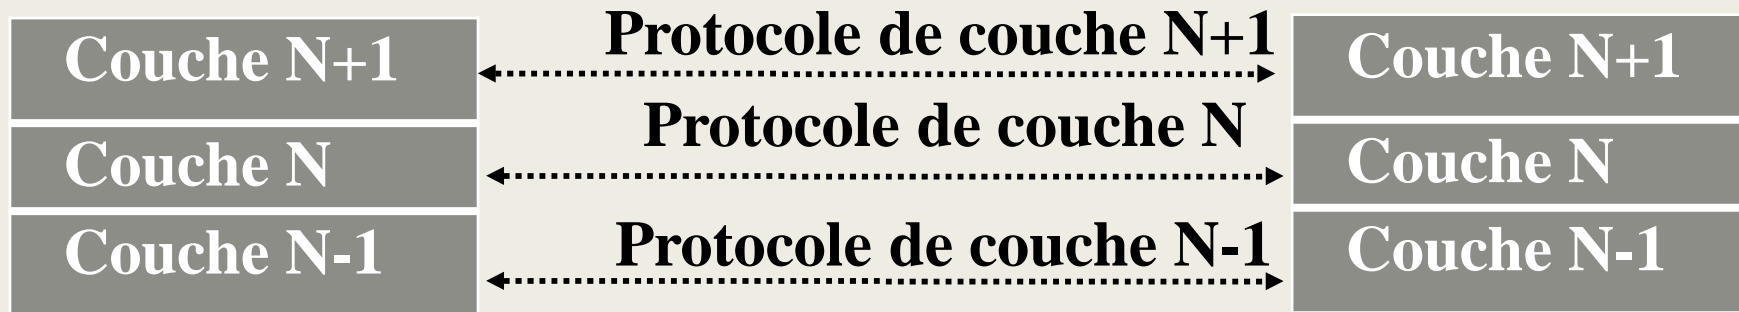 Couche N+1
Protocole de couche N+1
Couche N+1
Couche N
Protocole de couche N
Couche N
Couche N-1
Protocole de couche N-1
Couche N-1